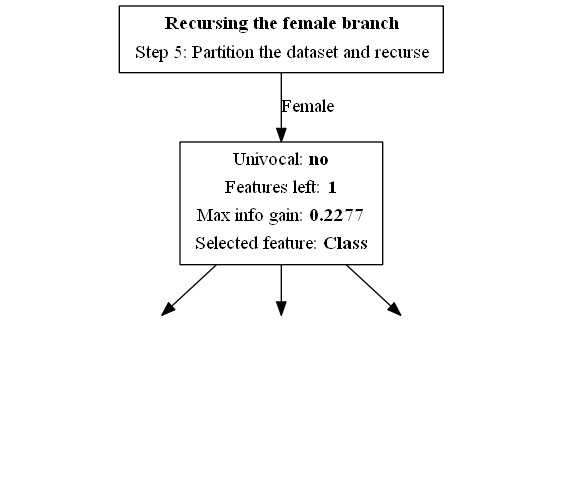 Recursing the female branch
Step 5: Partition the dataset and recurse
Female
Univocal: no
Features left: 1
Max info gain: 0.2277
Selected feature: Class